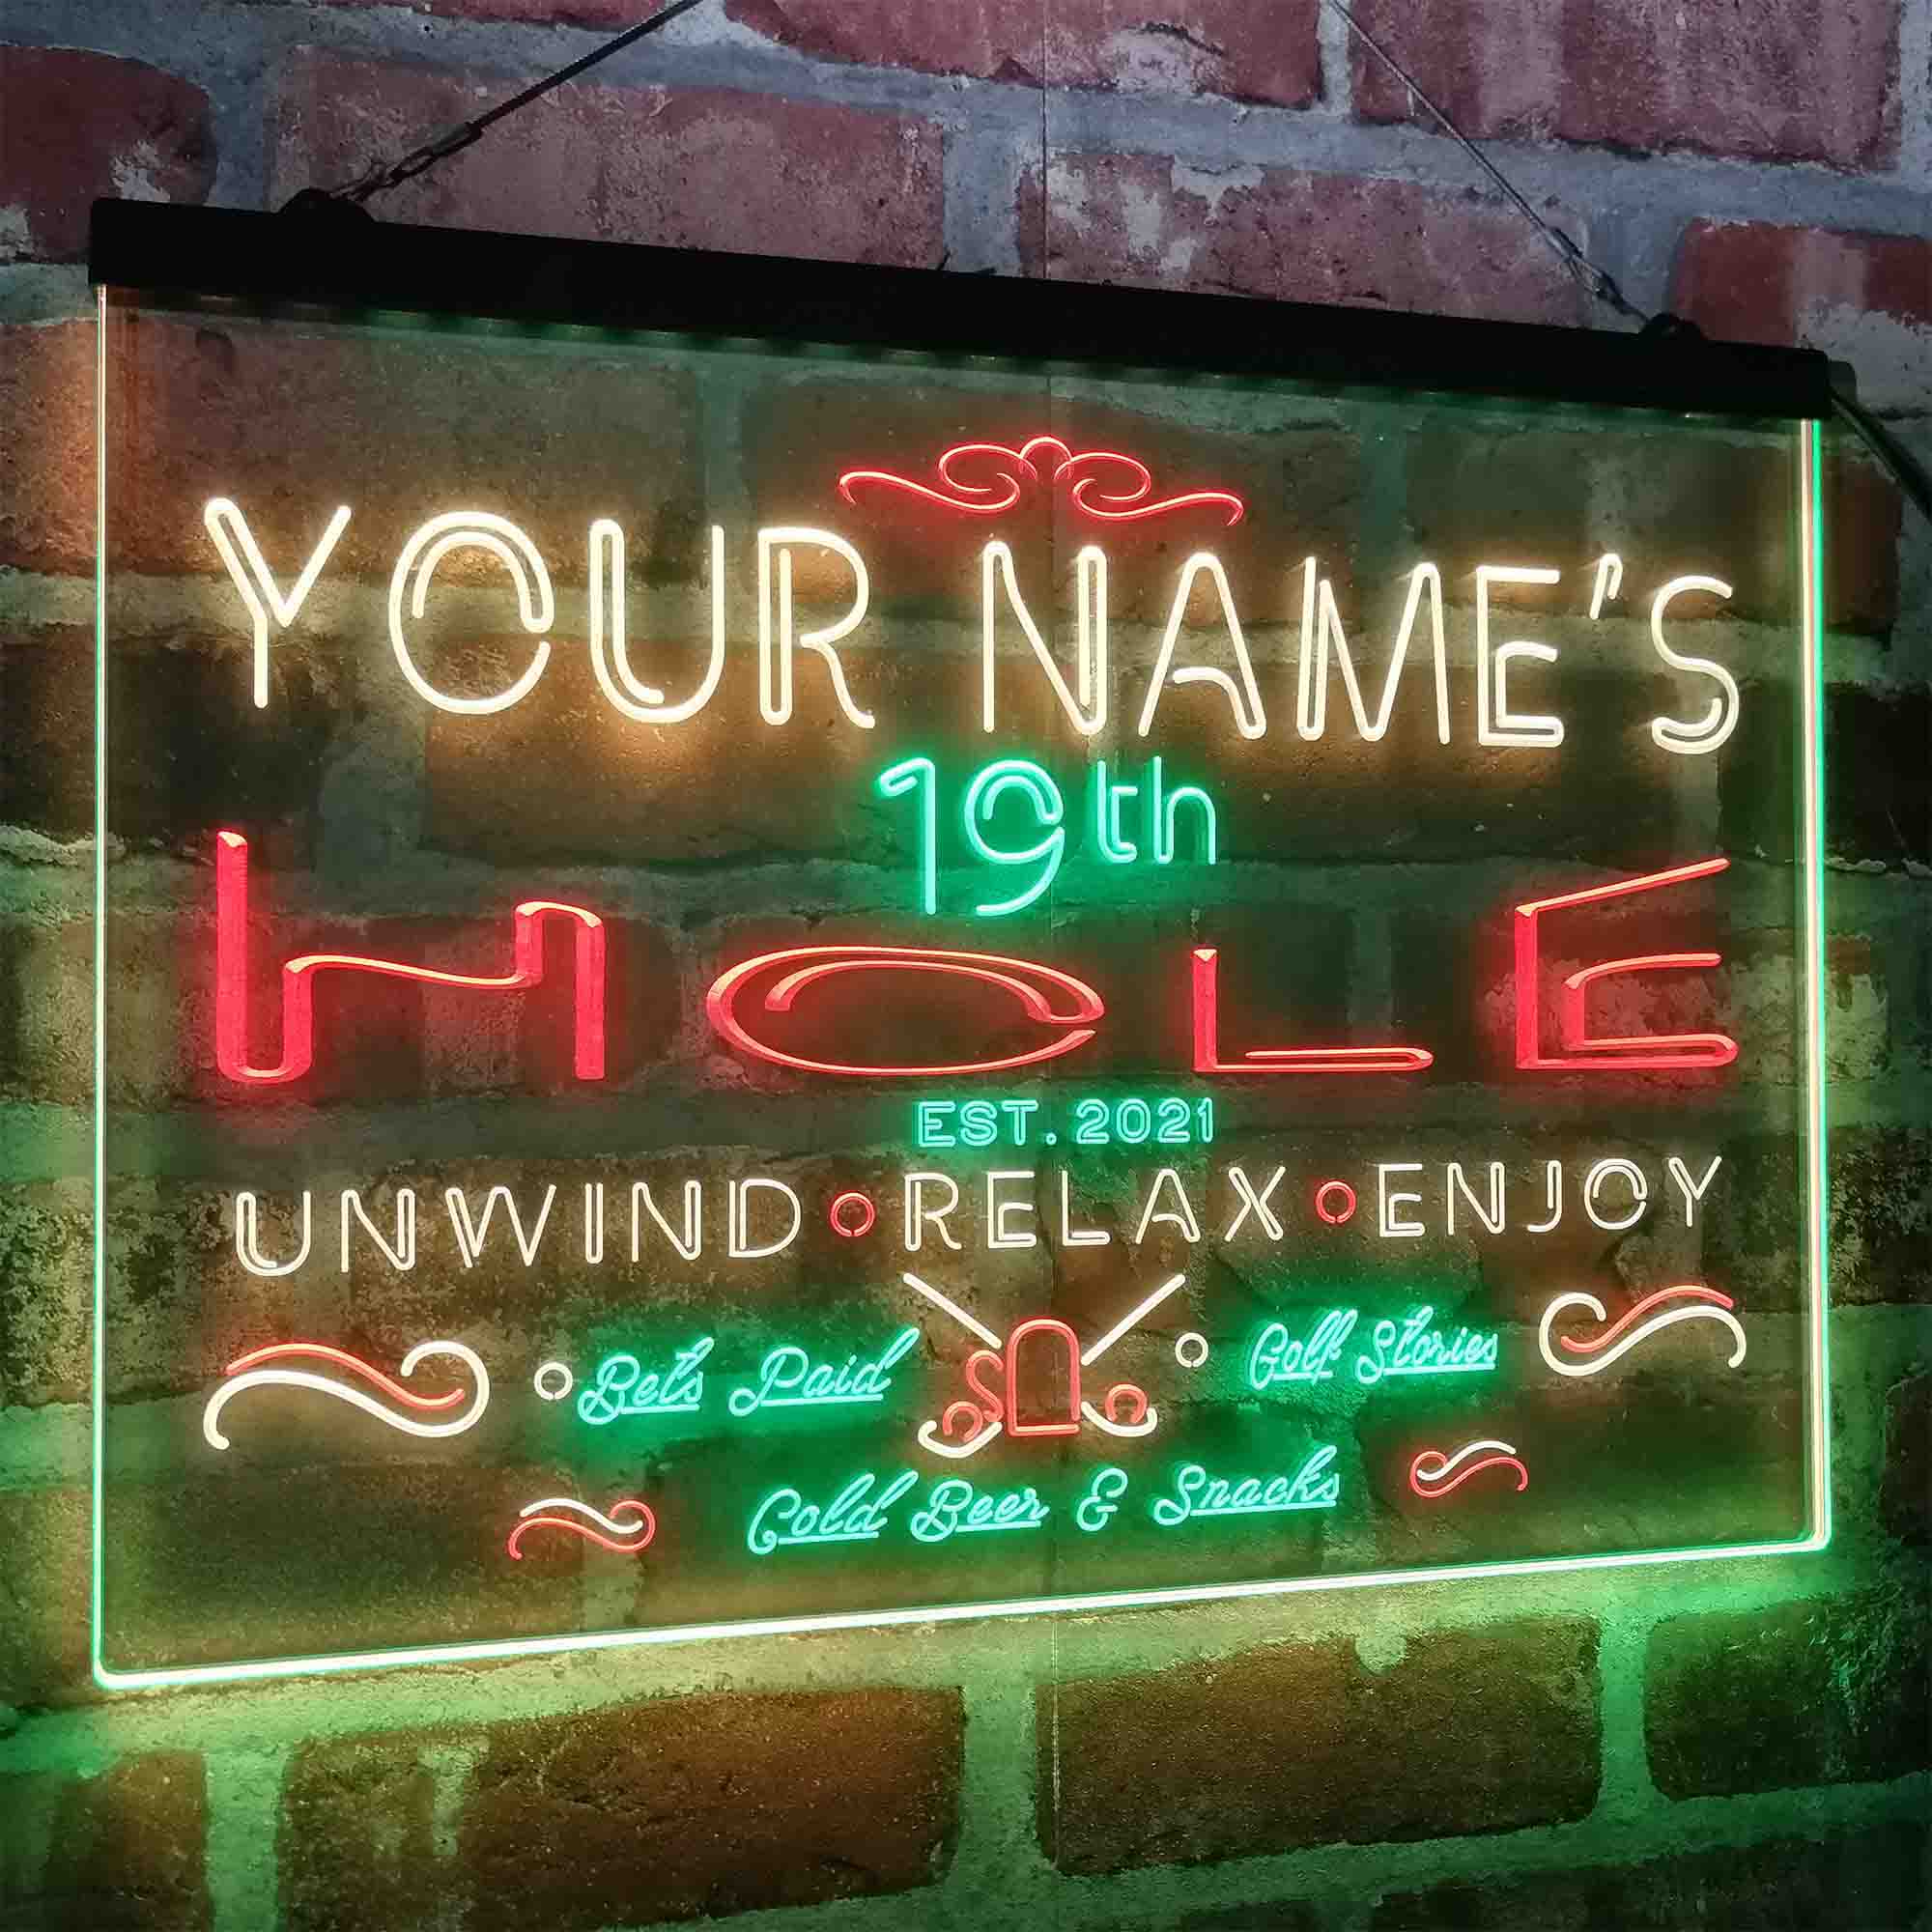 YOUR NAME'S
19th
HOLE
EST. 2021
UNWIND • RELAX • ENJOY
Bets Paid
Golf Stories
Cold Beer & Snacks